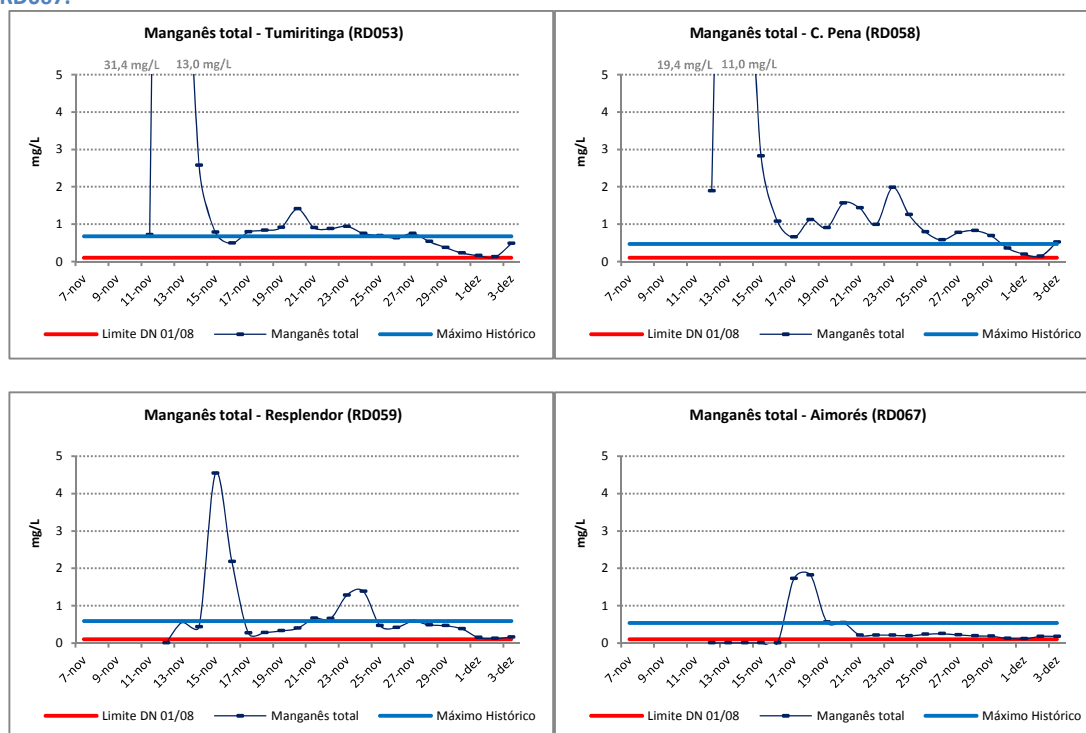 RD067.
Manganês total - Tumiritinga (RD053)
31,4 mg/L 13,0 mg/L
mg/L
5
4
3
2
1
0
7-nov 9-nov 11-nov 13-nov 15-nov 17-nov 19-nov 21-nov 23-nov 25-nov 27-nov 29-nov 1-dez 3-dez
Limite DN 01/08 Manganês total Máximo Histórico
Manganês total - C. Pena (RD058)
19,4 mg/L 11,0 mg/L
mg/L
5
4
3
2
1
0
7-nov 9-nov 11-nov 13-nov 15-nov 17-nov 19-nov 21-nov 23-nov 25-nov 27-nov 29-nov 1-dez 3-dez
Limite DN 01/08 Manganês total Máximo Histórico
Manganês total - Resplendor (RD059)
mg/L
5
4
3
2
1
0
7-nov 9-nov 11-nov 13-nov 15-nov 17-nov 19-nov 21-nov 23-nov 25-nov 27-nov 29-nov 1-dez 3-dez
Limite DN 01/08 Manganês total Máximo Histórico
Manganês total - Aimorés (RD067)
mg/L
5
4
3
2
1
0
7-nov 9-nov 11-nov 13-nov 15-nov 17-nov 19-nov 21-nov 23-nov 25-nov 27-nov 29-nov 1-dez 3-dez
Limite DN 01/08 Manganês total Máximo Histórico